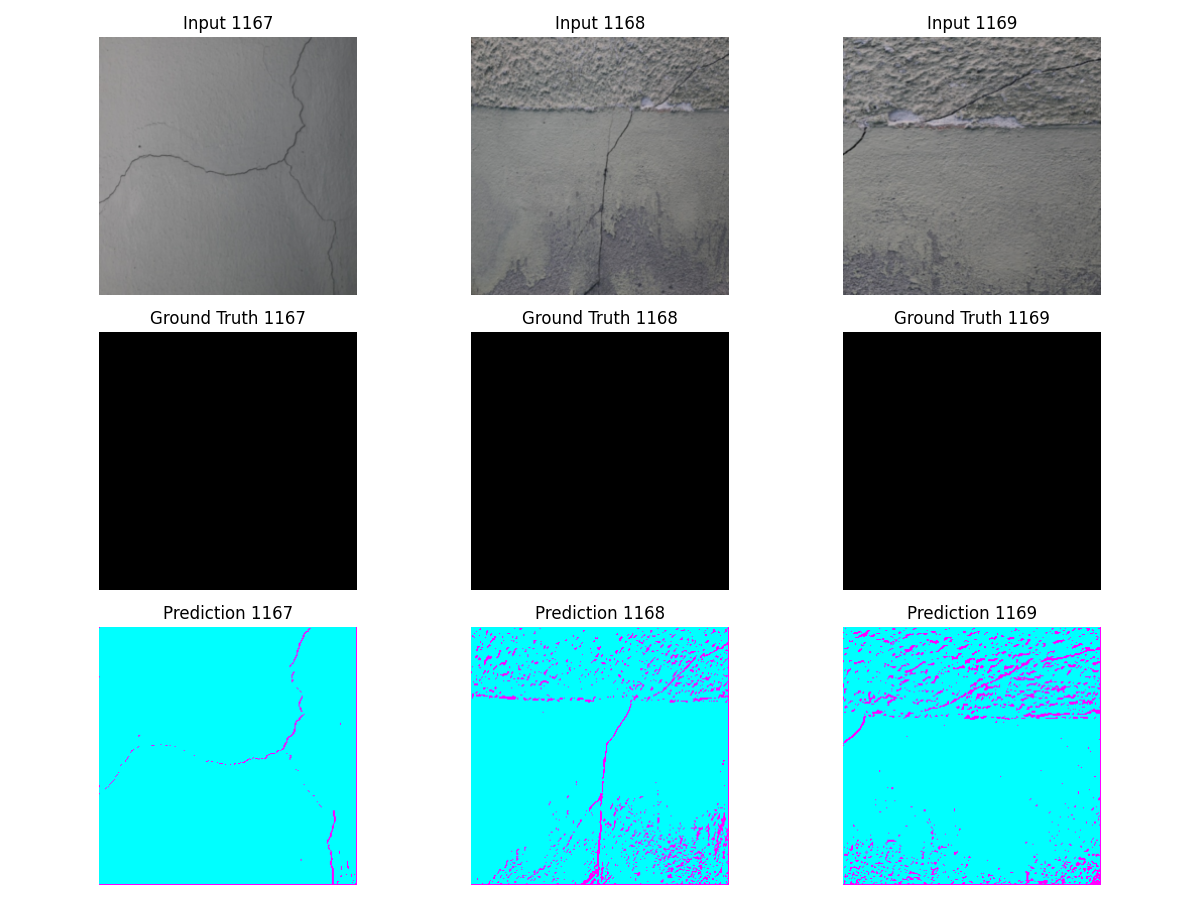 Input 1167
Input 1168
Input 1169
Ground Truth 1167
Ground Truth 1168
Ground Truth 1169
Prediction 1167
Prediction 1168
Prediction 1169